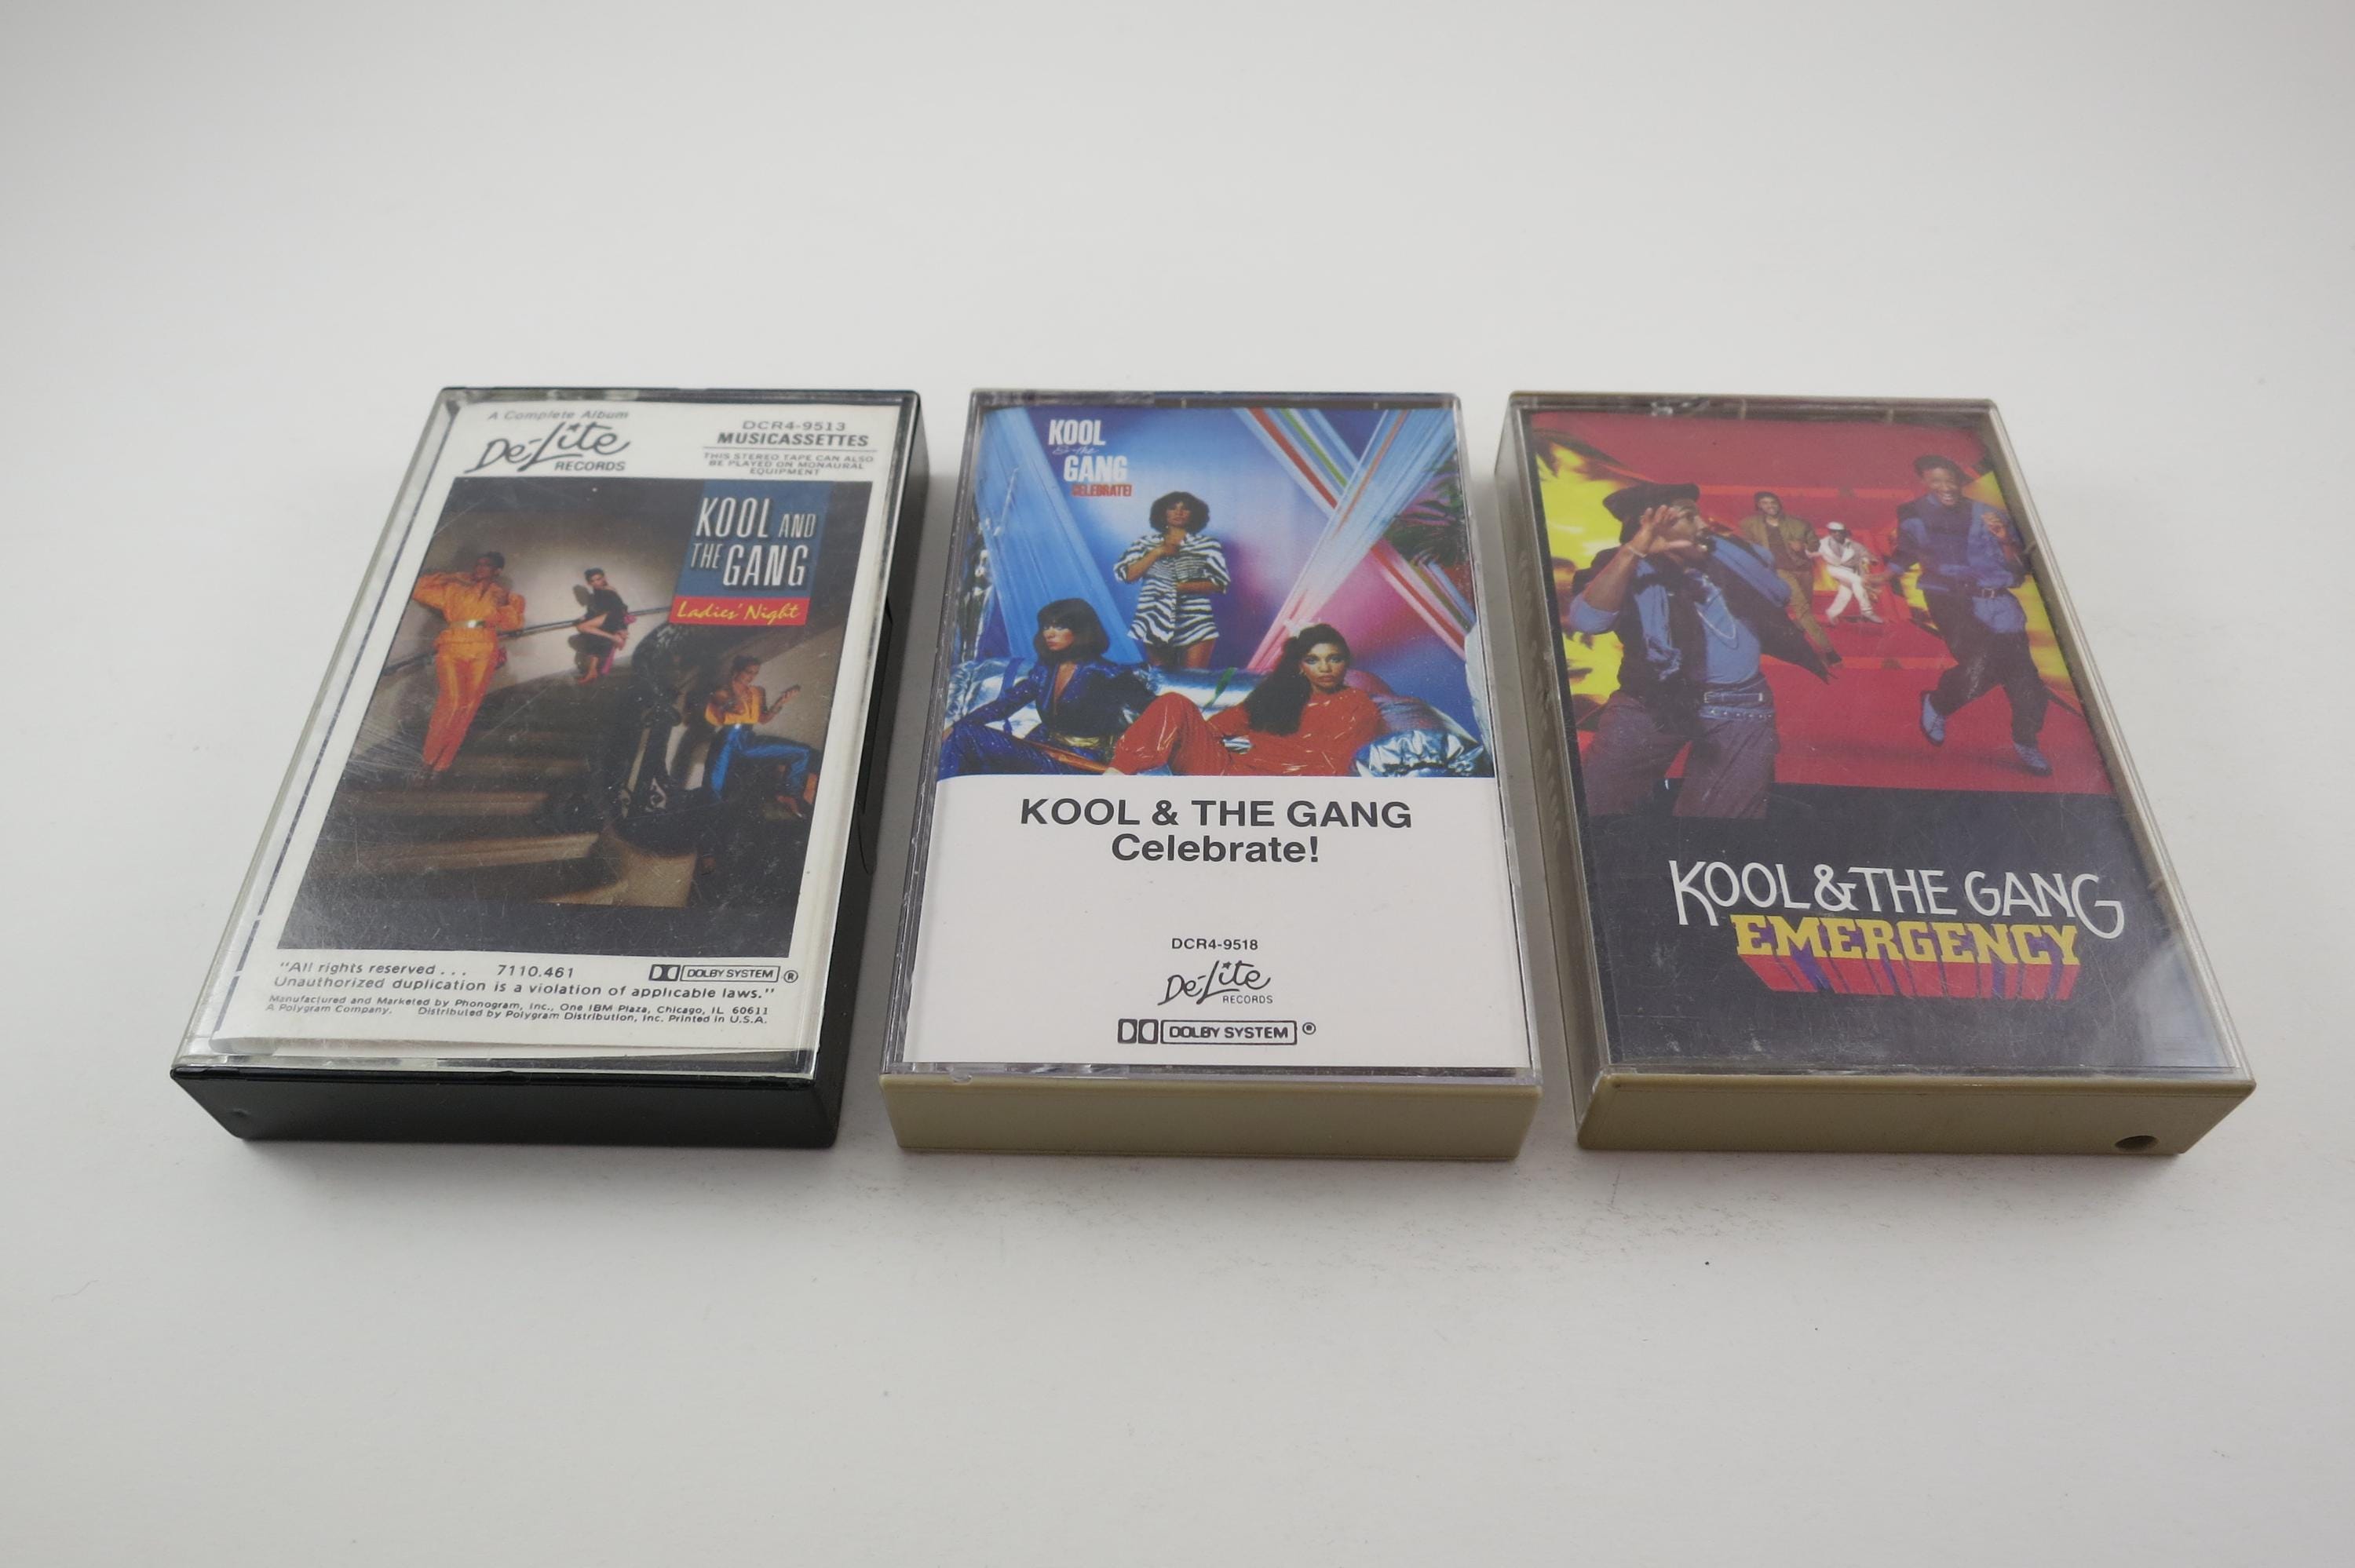 A Complete Album
De-Lite
RECORDS
DCR4-9513
MUSICASSETTES
THIS STEREO TAPE CAN ALSO
BE PLAYED ON MONAURAL
EQUIPMENT
KOOL AND
THE GANG
Ladies' Night
"All rights reserved . . . 7110.461
Unauthorized duplication is a violation of applicable laws."
DOLBY SYSTEM ®
Manufactured and Marketed by Phonogram, Inc., One IBM Plaza, Chicago, IL 60611
A Polygram Company. Distributed by Polygram Distribution, Inc. Printed in U.S.A.
KOOL
& the
GANG
CELEBRATE!
KOOL & THE GANG
Celebrate!
DCR4-9518
De-Lite
RECORDS
DOLBY SYSTEM ®
KOOL & THE GANG
EMERGENCY